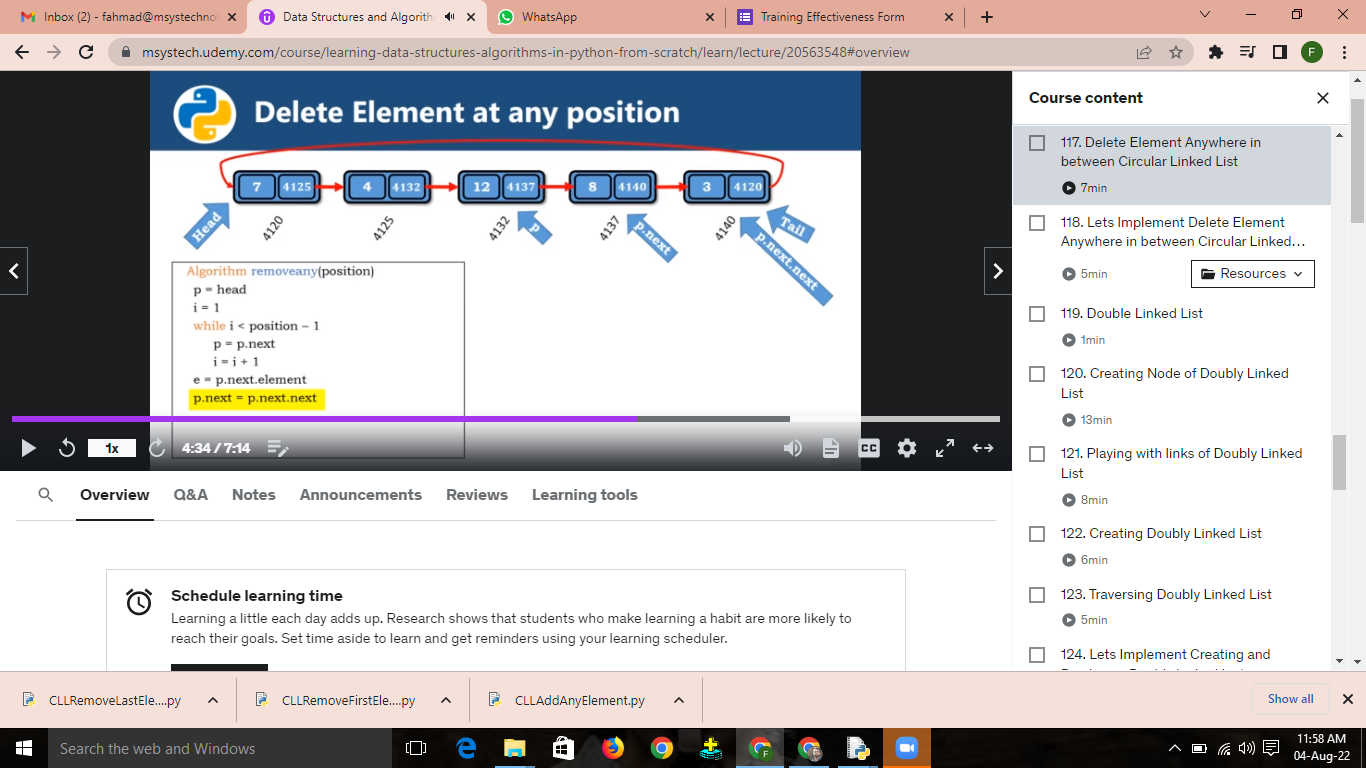 Inbox (2) - fahmad@msystechno
Data Structures and Algorith
WhatsApp
Training Effectiveness Form
msystech.udemy.com/course/learning-data-structures-algorithms-in-python-from-scratch/learn/lecture/20563548#overview
F
Delete Element at any position
7 4125 4 4132 12 4137 8 4140 3 4120
4120 4125 4132 4137 4140
Head p p.next p.next.next Tail
Algorithm removeany(position)
p = head
i = 1
while i < position – 1
p = p.next
i = i + 1
e = p.next.element
p.next = p.next.next
1x 4:34 / 7:14 CC
Overview Q&A Notes Announcements Reviews Learning tools
Schedule learning time
Learning a little each day adds up. Research shows that students who make learning a habit are more likely to
reach their goals. Set time aside to learn and get reminders using your learning scheduler.
Course content
117. Delete Element Anywhere in
between Circular Linked List
7min
118. Lets Implement Delete Element
Anywhere in between Circular Linked...
5min
Resources
119. Double Linked List
1min
120. Creating Node of Doubly Linked
List
13min
121. Playing with links of Doubly Linked
List
8min
122. Creating Doubly Linked List
6min
123. Traversing Doubly Linked List
5min
124. Lets Implement Creating and
CLLRemoveLastEle....py
CLLRemoveFirstEle....py
CLLAddAnyElement.py
Show all
Search the web and Windows
11:58 AM
04-Aug-22